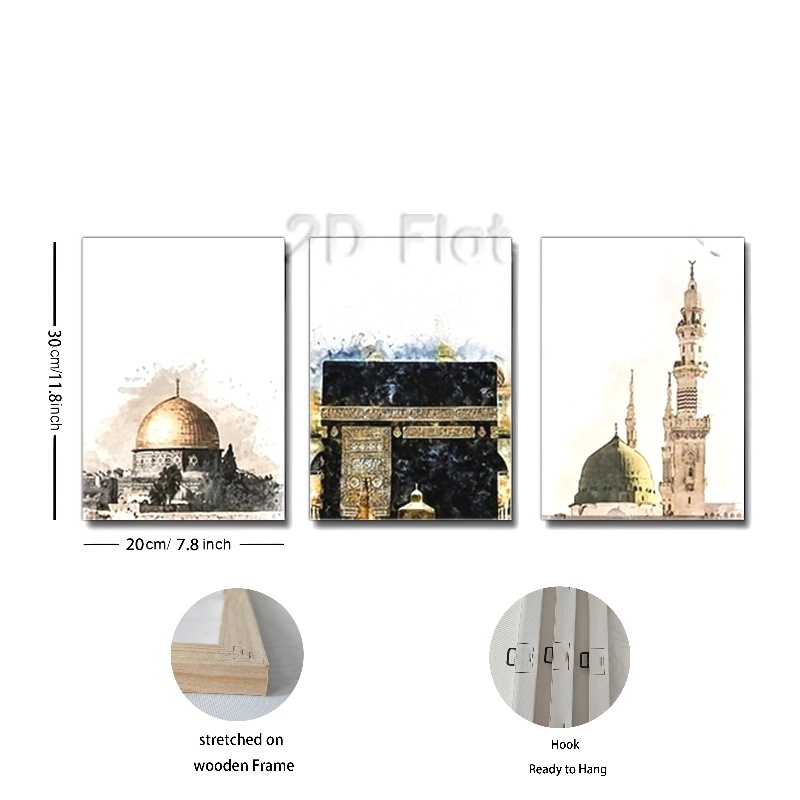 2D Flat
30cm/11.8inch
20cm/ 7.8 inch
stretched on
wooden Frame
Hook
Ready to Hang